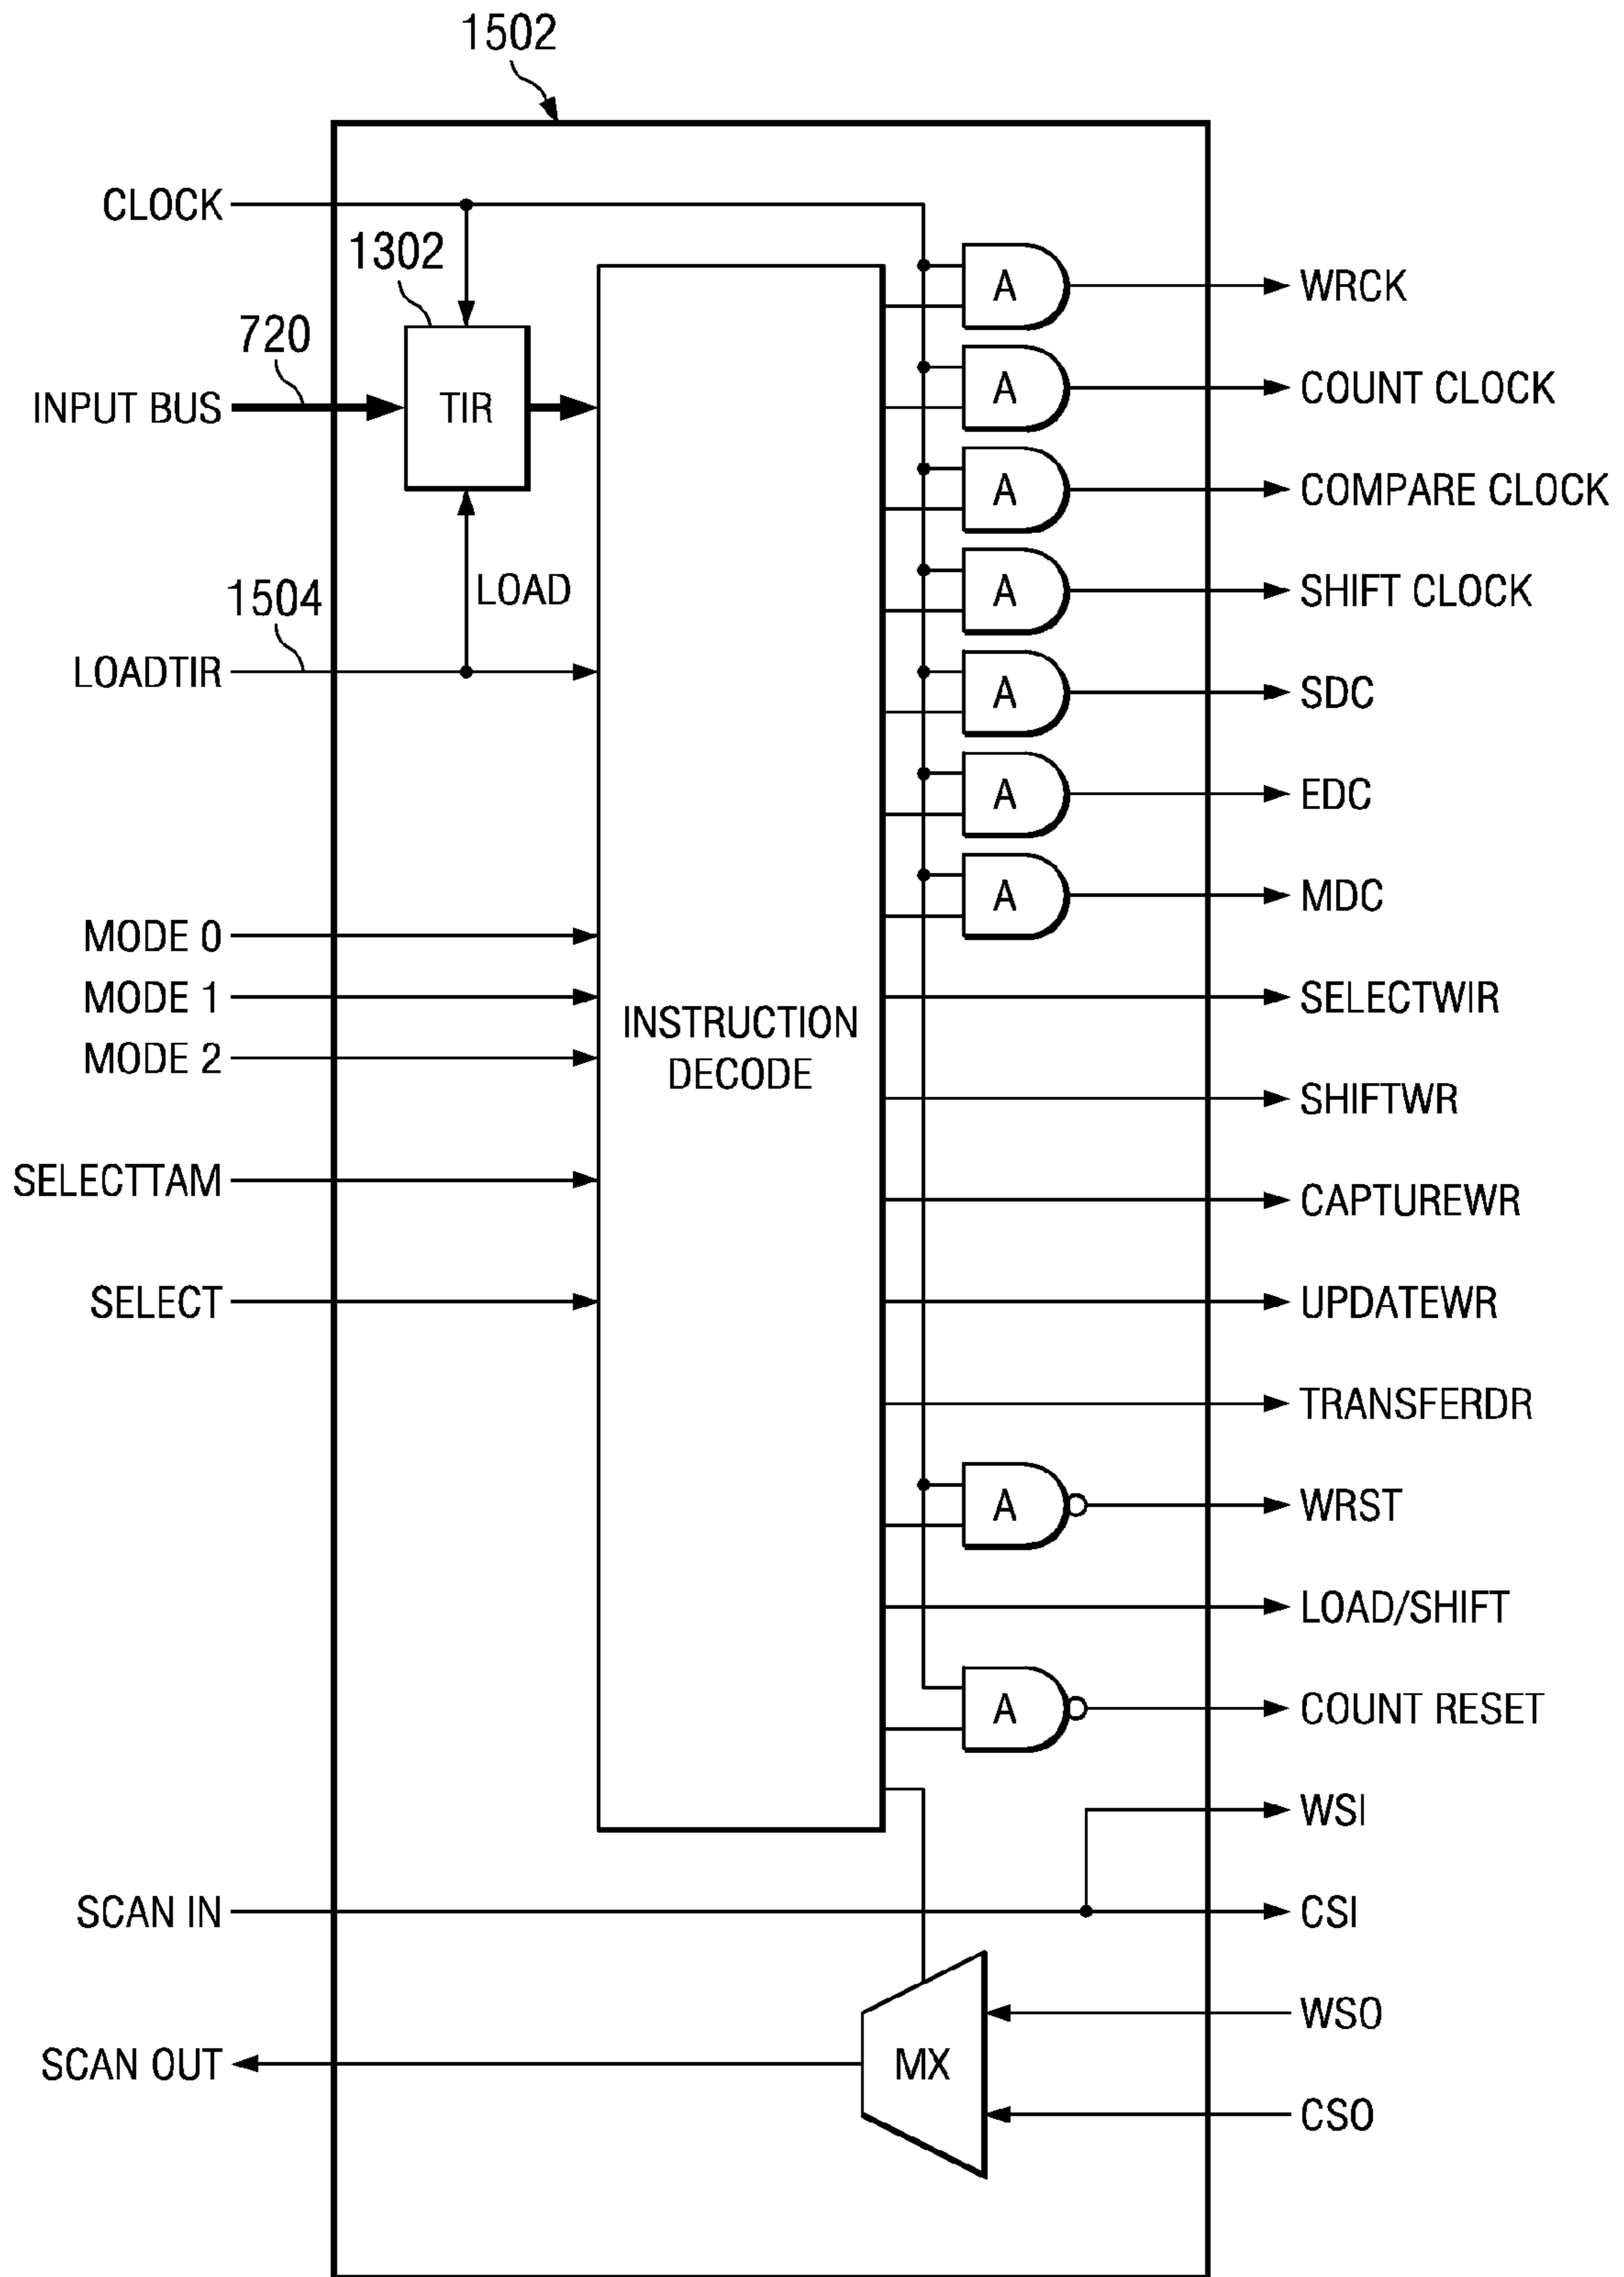 1502
CLOCK
1302
A
WRCK
720
INPUT BUS
TIR
A
COUNT CLOCK
A
COMPARE CLOCK
1504
LOAD
A
SHIFT CLOCK
LOADTIR
A
SDC
A
EDC
A
MDC
MODE 0
MODE 1
SELECTWIR
MODE 2
INSTRUCTION
DECODE
SHIFTWR
SELECTTAM
CAPTUREWR
SELECT
UPDATEWR
TRANSFERDR
A
WRST
LOAD/SHIFT
A
COUNT RESET
WSI
SCAN IN
CSI
WSO
SCAN OUT
MX
CSO